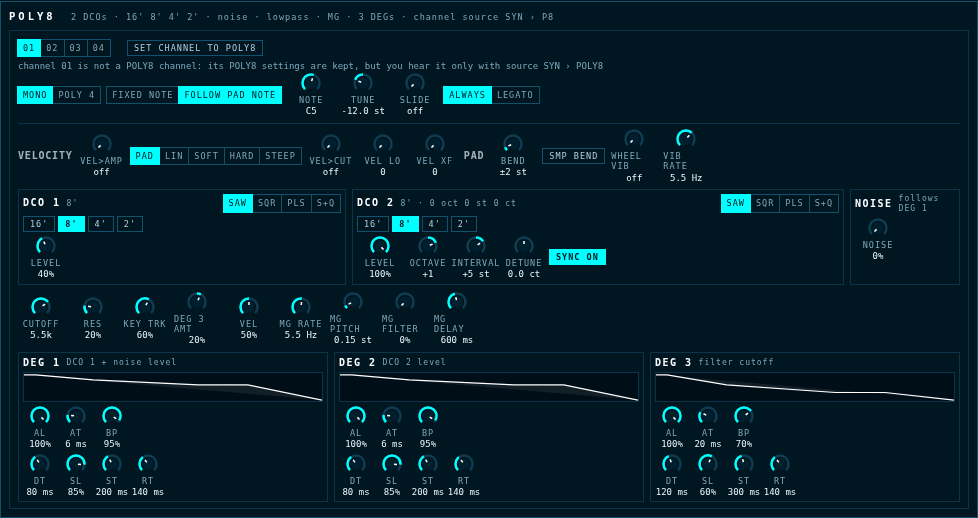 POLY8 2 DCOs · 16' 8' 4' 2' · noise · lowpass · MG · 3 DEGs · channel source SYN › P8
01 02 03 04 SET CHANNEL TO POLY8
channel 01 is not a POLY8 channel: its POLY8 settings are kept, but you hear it only with source SYN › POLY8
MONO POLY 4 FIXED NOTE FOLLOW PAD NOTE NOTE TUNE SLIDE ALWAYS LEGATO
C5 -12.0 st off
VELOCITY VEL>AMP PAD LIN SOFT HARD STEEP VEL>CUT VEL LO VEL XF PAD BEND SMP BEND WHEEL VIB VIB RATE
off off 0 0 ±2 st off 5.5 Hz
DCO 1 8' SAW SQR PLS S+Q
16' 8' 4' 2'
LEVEL
40%
DCO 2 8' · 0 oct 0 st 0 ct SAW SQR PLS S+Q
16' 8' 4' 2'
LEVEL OCTAVE INTERVAL DETUNE SYNC ON
100% +1 +5 st 0.0 ct
NOISE follows DEG 1
NOISE
0%
CUTOFF RES KEY TRK DEG 3 AMT VEL MG RATE MG PITCH MG FILTER MG DELAY
5.5k 20% 60% 20% 50% 5.5 Hz 0.15 st 0% 600 ms
DEG 1 DCO 1 + noise level
AL AT BP
100% 6 ms 95%
DT SL ST RT
80 ms 85% 200 ms 140 ms
DEG 2 DCO 2 level
AL AT BP
100% 6 ms 95%
DT SL ST RT
80 ms 85% 200 ms 140 ms
DEG 3 filter cutoff
AL AT BP
100% 20 ms 70%
DT SL ST RT
120 ms 60% 300 ms 140 ms